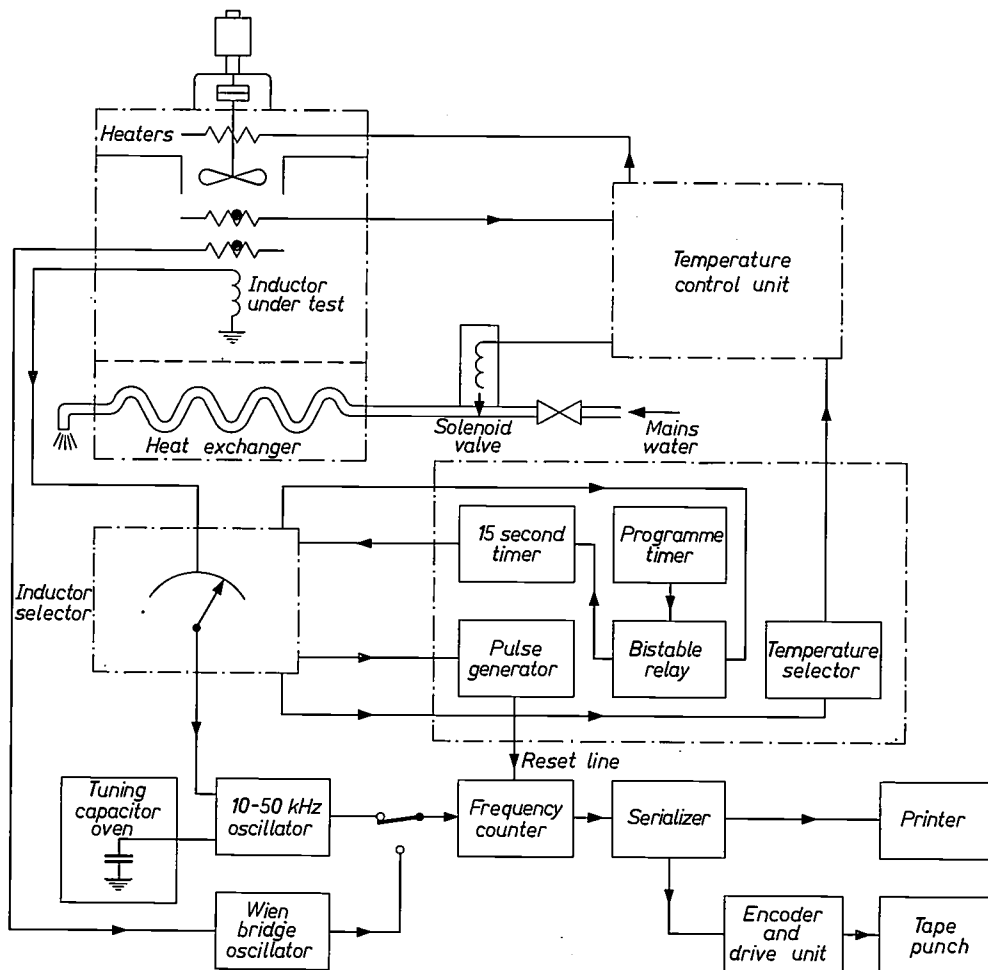 Heaters
Temperature
control unit
Inductor
under test
Solenoid
valve
Mains
water
Heat exchanger
15 second
timer
Programme
timer
Inductor
selector
Pulse
generator
Bistable
relay
Temperature
selector
Reset line
Tuning
capacitor
oven
10-50 kHz
oscillator
Frequency
counter
Serializer
Printer
Wien
bridge
oscillator
Encoder
and
drive unit
Tape
punch